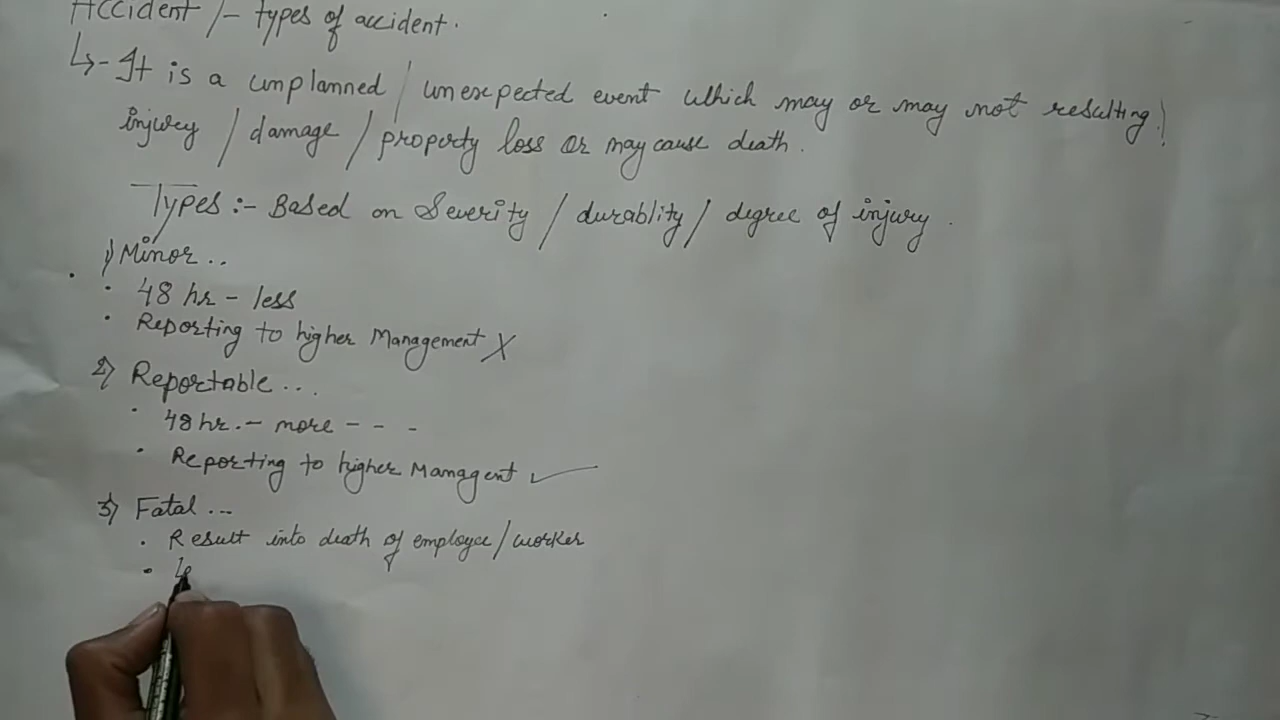 Accident /- types of accident.
↳- It is a unplanned / unexpected event which may or may not resulting /
injury / damage / property loss or may cause death.
Types :- Based on Severity / durablity / degree of injury.
1) Minor..
• 48 hr - less
• Reporting to higher Management X
2) Reportable ...
• 48 hr. - more - - -
• Reporting to higher Managent ✓
3) Fatal ...
• Result into death of employee/worker
•